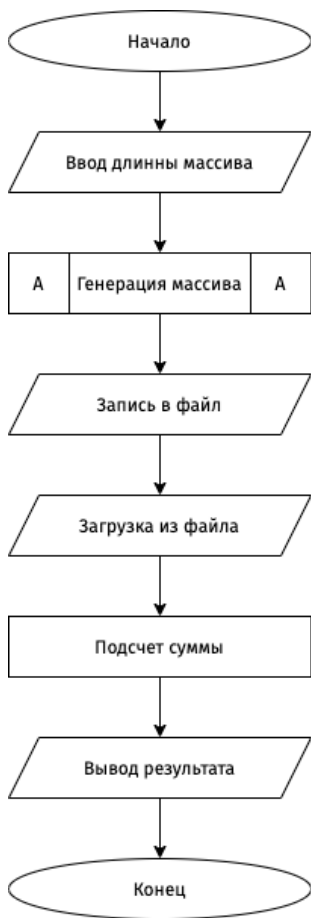 Начало
Ввод длинны массива
А Генерация массива А
Запись в файл
Загрузка из файла
Подсчет суммы
Вывод результата
Конец